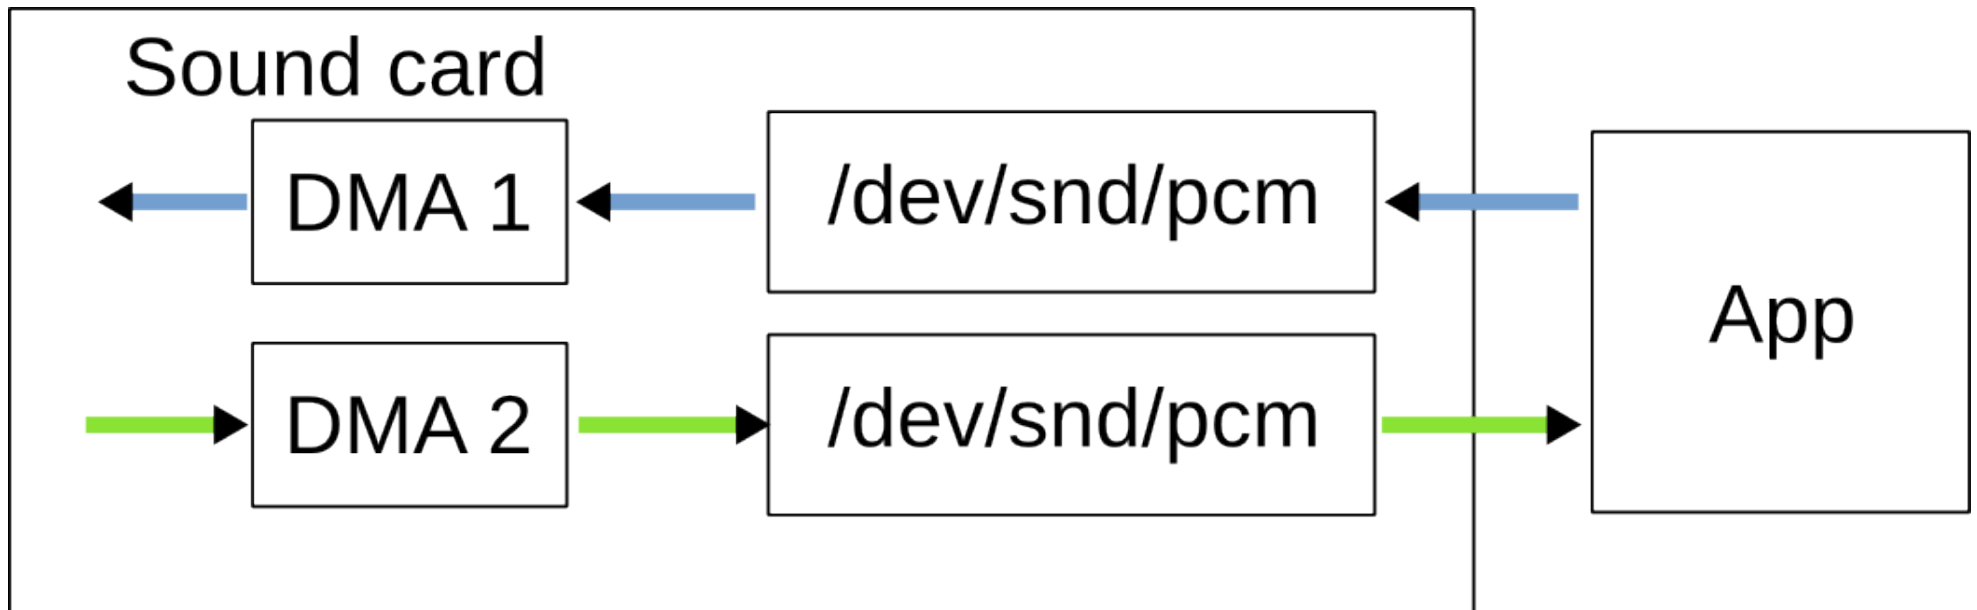 Sound card
DMA 1
/dev/snd/pcm
App
DMA 2
/dev/snd/pcm